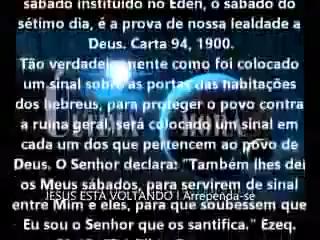 sábado instituído no Éden, o sábado do
sétimo dia, é a prova de nossa lealdade a
Deus. Carta 94, 1900.
Tão verdadeiramente como foi colocado
um sinal sobre as portas das habitações
dos hebreus, para proteger o povo contra
a ruína geral, será colocado um sinal em
cada um dos que pertencem ao povo de
Deus. O Senhor declara: "Também lhes dei
os Meus sábados, para servirem de sinal
JESUS ESTÁ VOLTANDO ! Arrependa-se
entre Mim e eles, para que soubessem que
Eu sou o Senhor que os santifica." Ezeq.